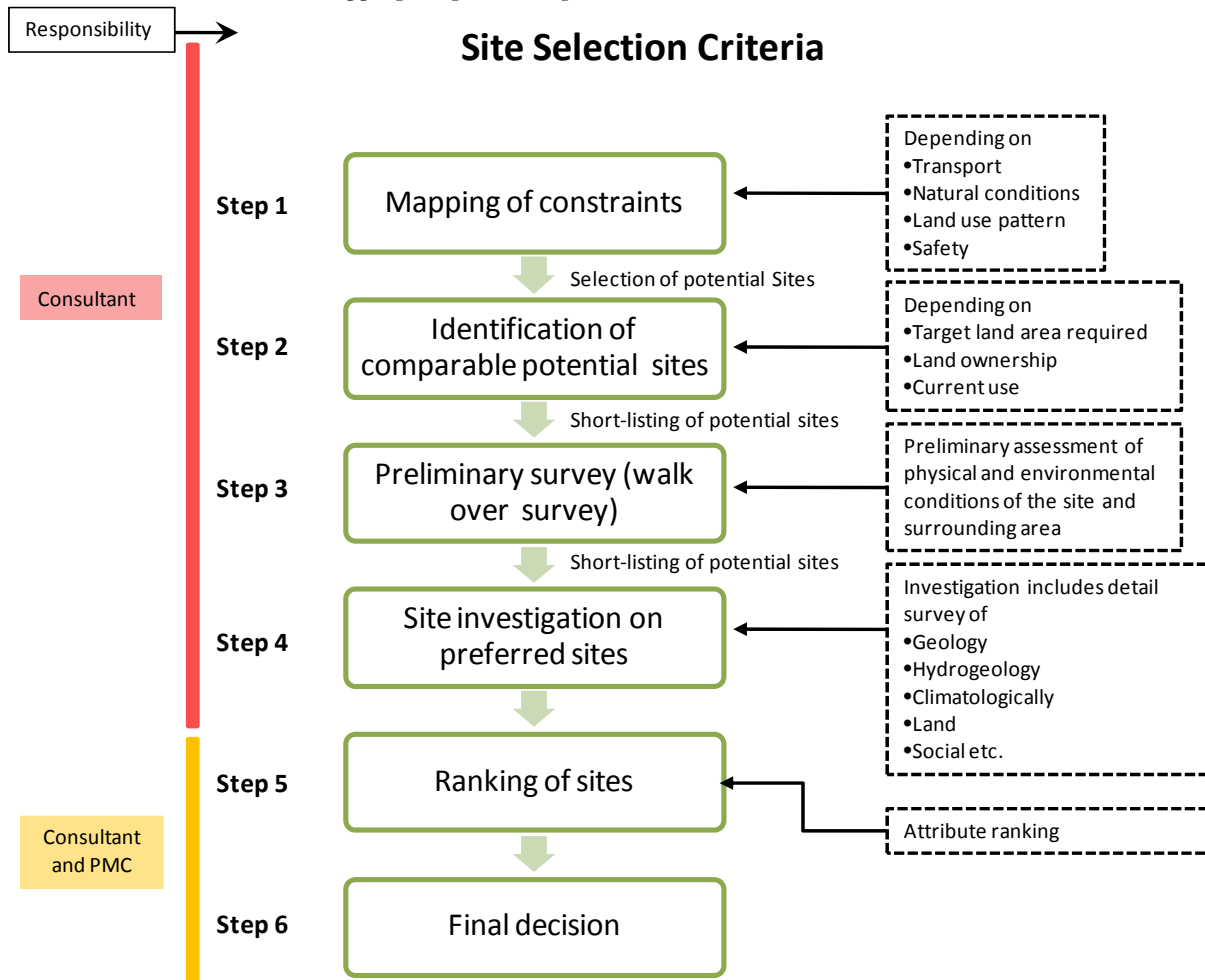 Responsibility
Site Selection Criteria
Step 1
Mapping of constraints
Depending on
•Transport
•Natural conditions
•Land use pattern
•Safety
Selection of potential Sites
Consultant
Step 2
Identification of
comparable potential sites
Depending on
•Target land area required
•Land ownership
•Current use
Short-listing of potential sites
Step 3
Preliminary survey (walk
over survey)
Preliminary assessment of
physical and environmental
conditions of the site and
surrounding area
Short-listing of potential sites
Step 4
Site investigation on
preferred sites
Investigation includes detail
survey of
•Geology
•Hydrogeology
•Climatologically
•Land
•Social etc.
Step 5
Ranking of sites
Attribute ranking
Consultant
and PMC
Step 6
Final decision